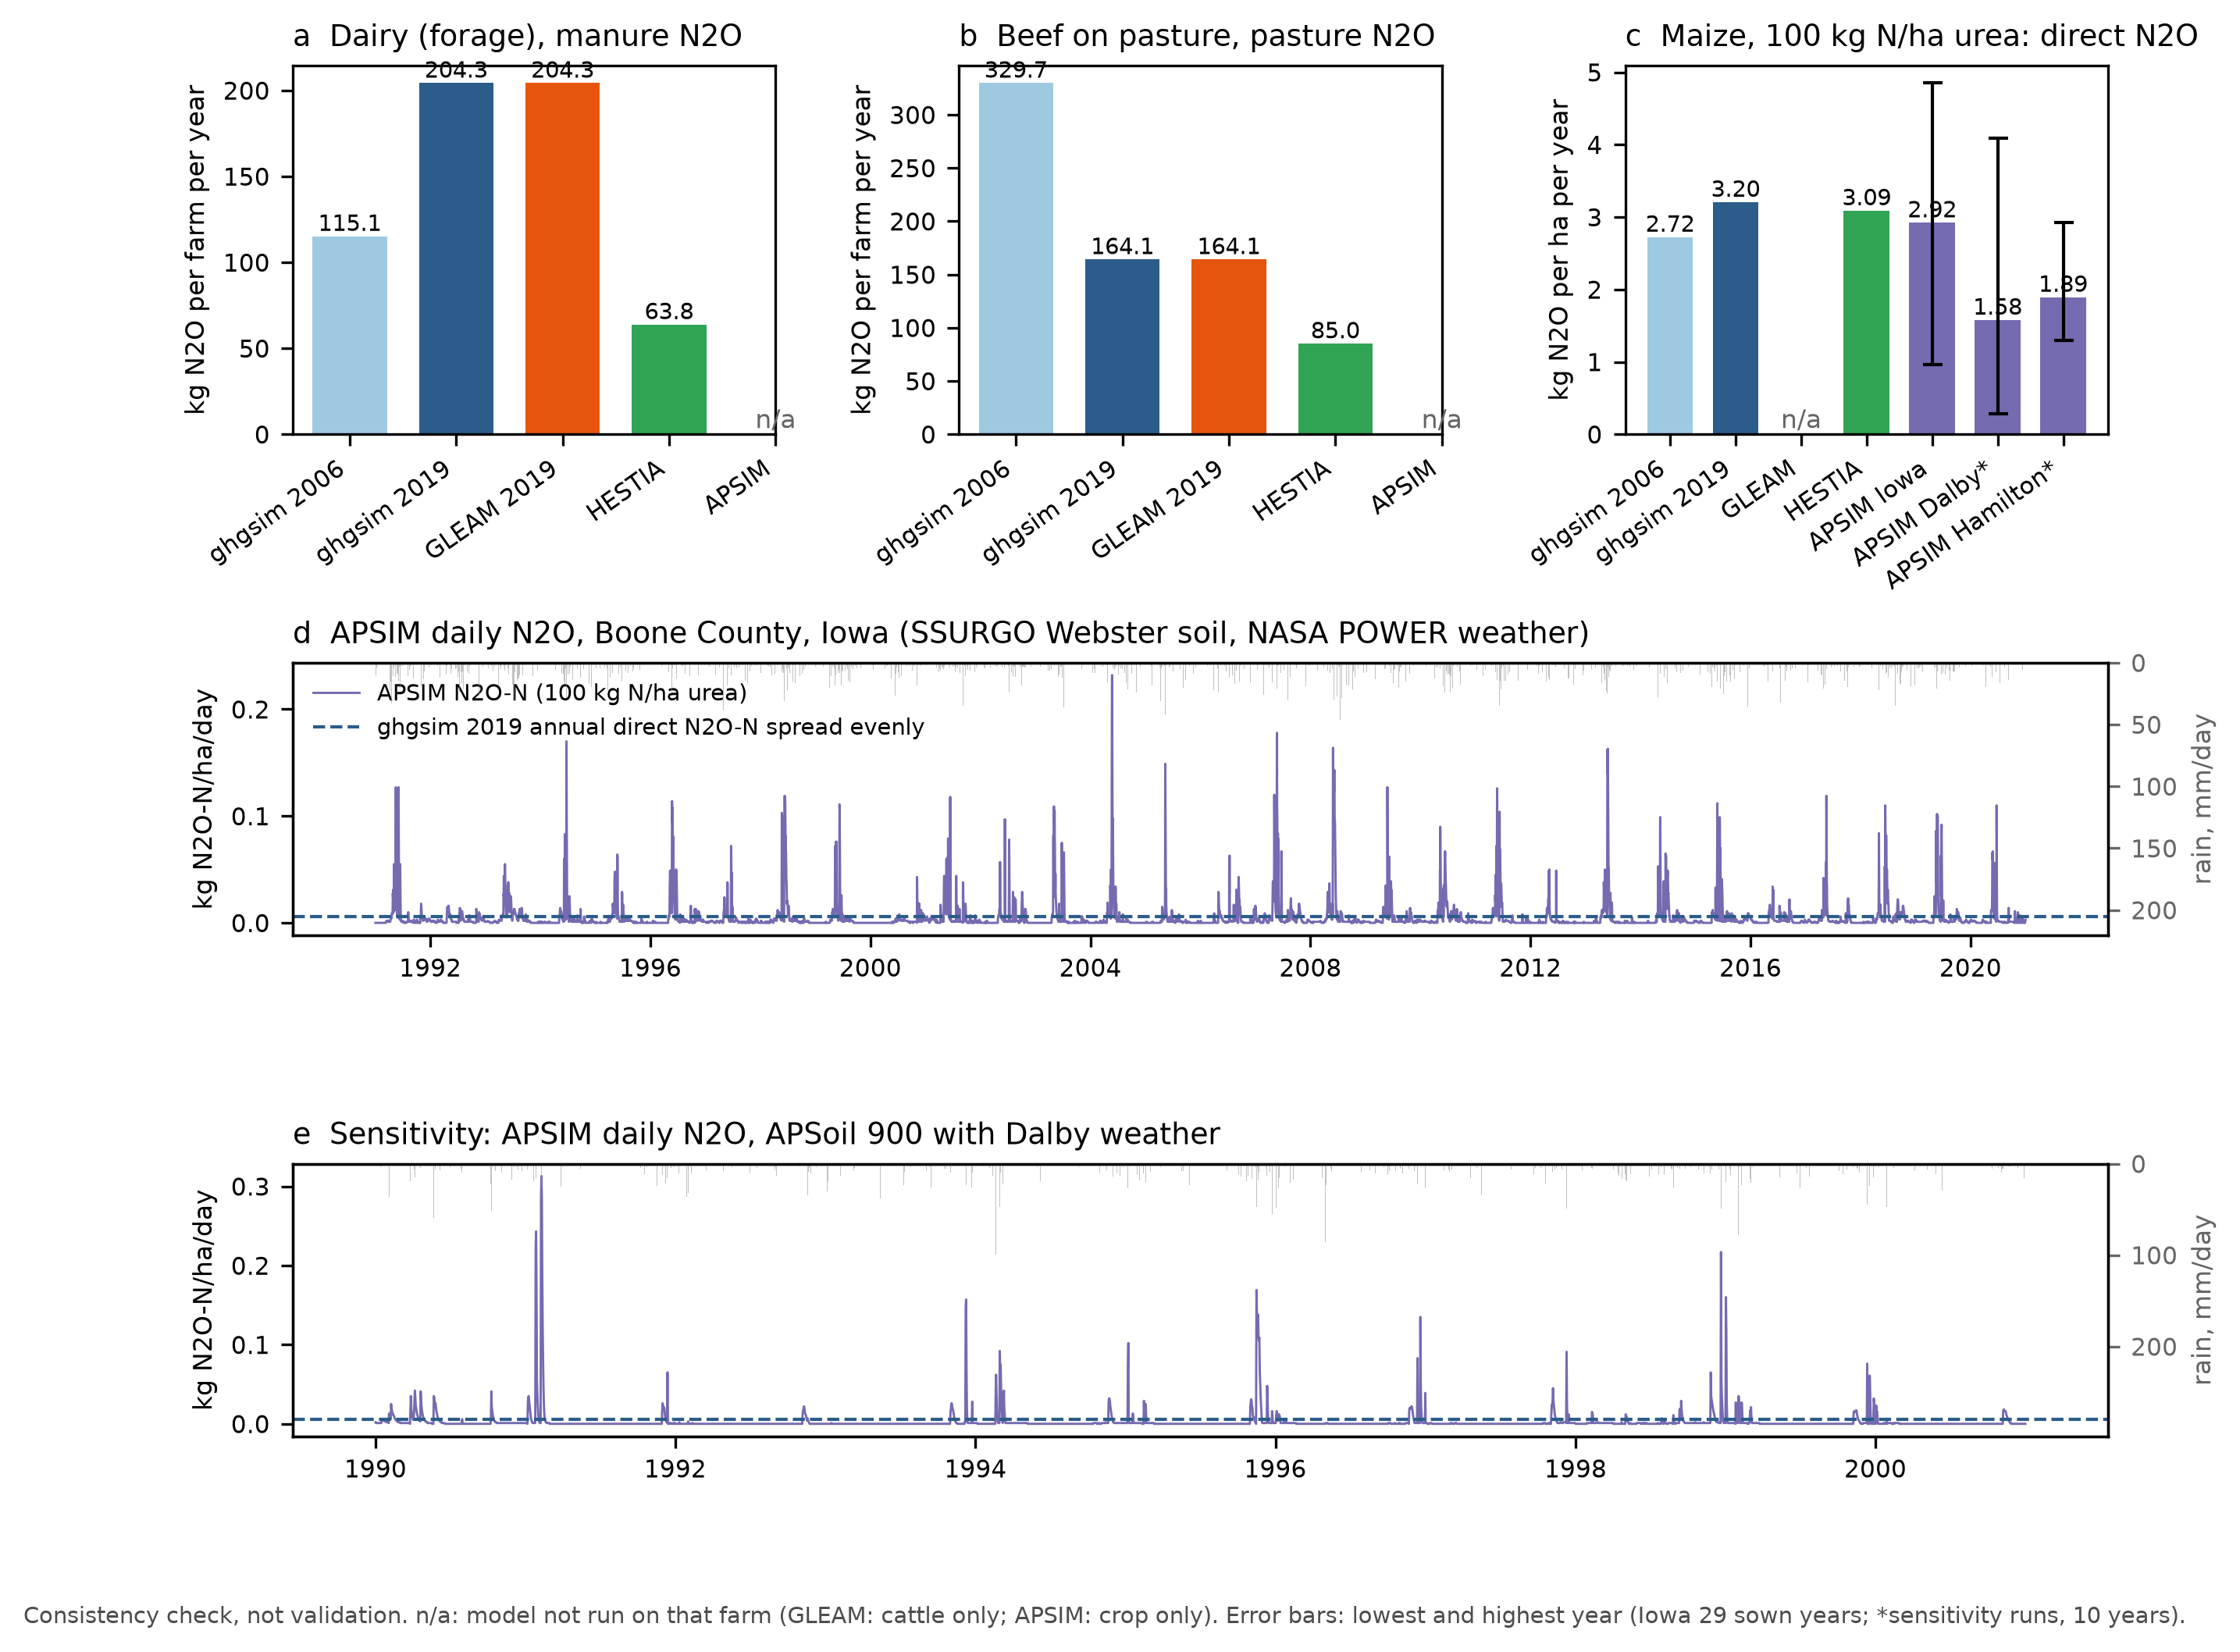 a  Dairy (forage), manure N2O
kg N2O per farm per year
200
150
100
50
0
115.1
204.3
204.3
63.8
n/a
ghgsim 2006
ghgsim 2019
GLEAM 2019
HESTIA
APSIM
b  Beef on pasture, pasture N2O
kg N2O per farm per year
300
250
200
150
100
50
0
329.7
164.1
164.1
85.0
n/a
ghgsim 2006
ghgsim 2019
GLEAM 2019
HESTIA
APSIM
c  Maize, 100 kg N/ha urea: direct N2O
kg N2O per ha per year
5
4
3
2
1
0
2.72
3.20
n/a
3.09
2.92
1.58
1.89
ghgsim 2006
ghgsim 2019
GLEAM
HESTIA
APSIM Iowa
APSIM Dalby*
APSIM Hamilton*
d  APSIM daily N2O, Boone County, Iowa (SSURGO Webster soil, NASA POWER weather)
kg N2O-N/ha/day
0.2
0.1
0.0
APSIM N2O-N (100 kg N/ha urea)
ghgsim 2019 annual direct N2O-N spread evenly
0
50
100
150
200
rain, mm/day
1992
1996
2000
2004
2008
2012
2016
2020
e  Sensitivity: APSIM daily N2O, APSoil 900 with Dalby weather
kg N2O-N/ha/day
0.3
0.2
0.1
0.0
0
100
200
rain, mm/day
1990
1992
1994
1996
1998
2000
Consistency check, not validation. n/a: model not run on that farm (GLEAM: cattle only; APSIM: crop only). Error bars: lowest and highest year (Iowa 29 sown years; *sensitivity runs, 10 years).